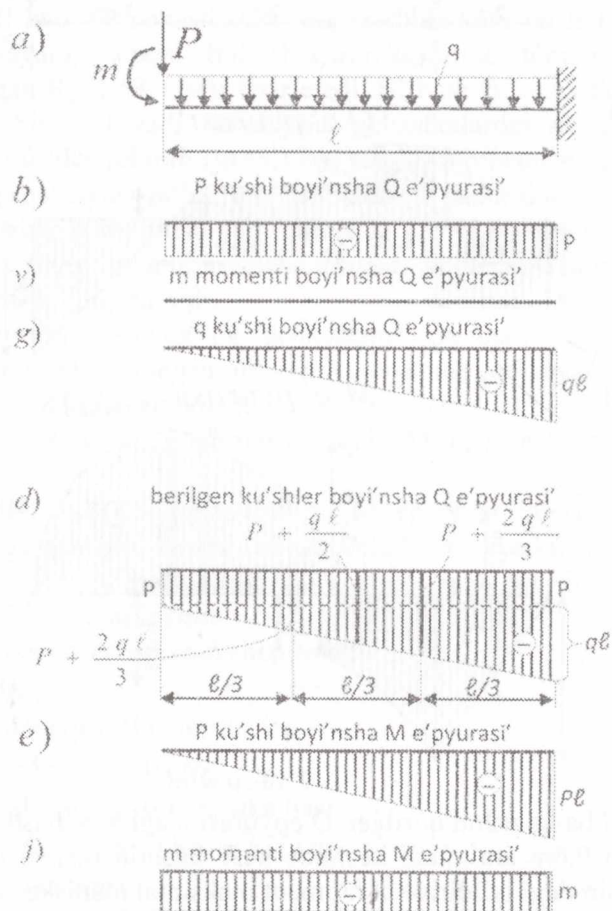 a)
P
m
q
ℓ
b)
P ku'shi boyi'nsha Q e'pyurasi'
P
v)
m momenti boyi'nsha Q e'pyurasi'
g)
q ku'shi boyi'nsha Q e'pyurasi'
qℓ
d)
berilgen ku'shler boyi'nsha Q e'pyurasi'
P + qℓ/2
P + 2qℓ/3
P
P
qℓ
P + 2qℓ/3
ℓ/3 ℓ/3 ℓ/3
e)
P ku'shi boyi'nsha M e'pyurasi'
Pℓ
j)
m momenti boyi'nsha M e'pyurasi'
m